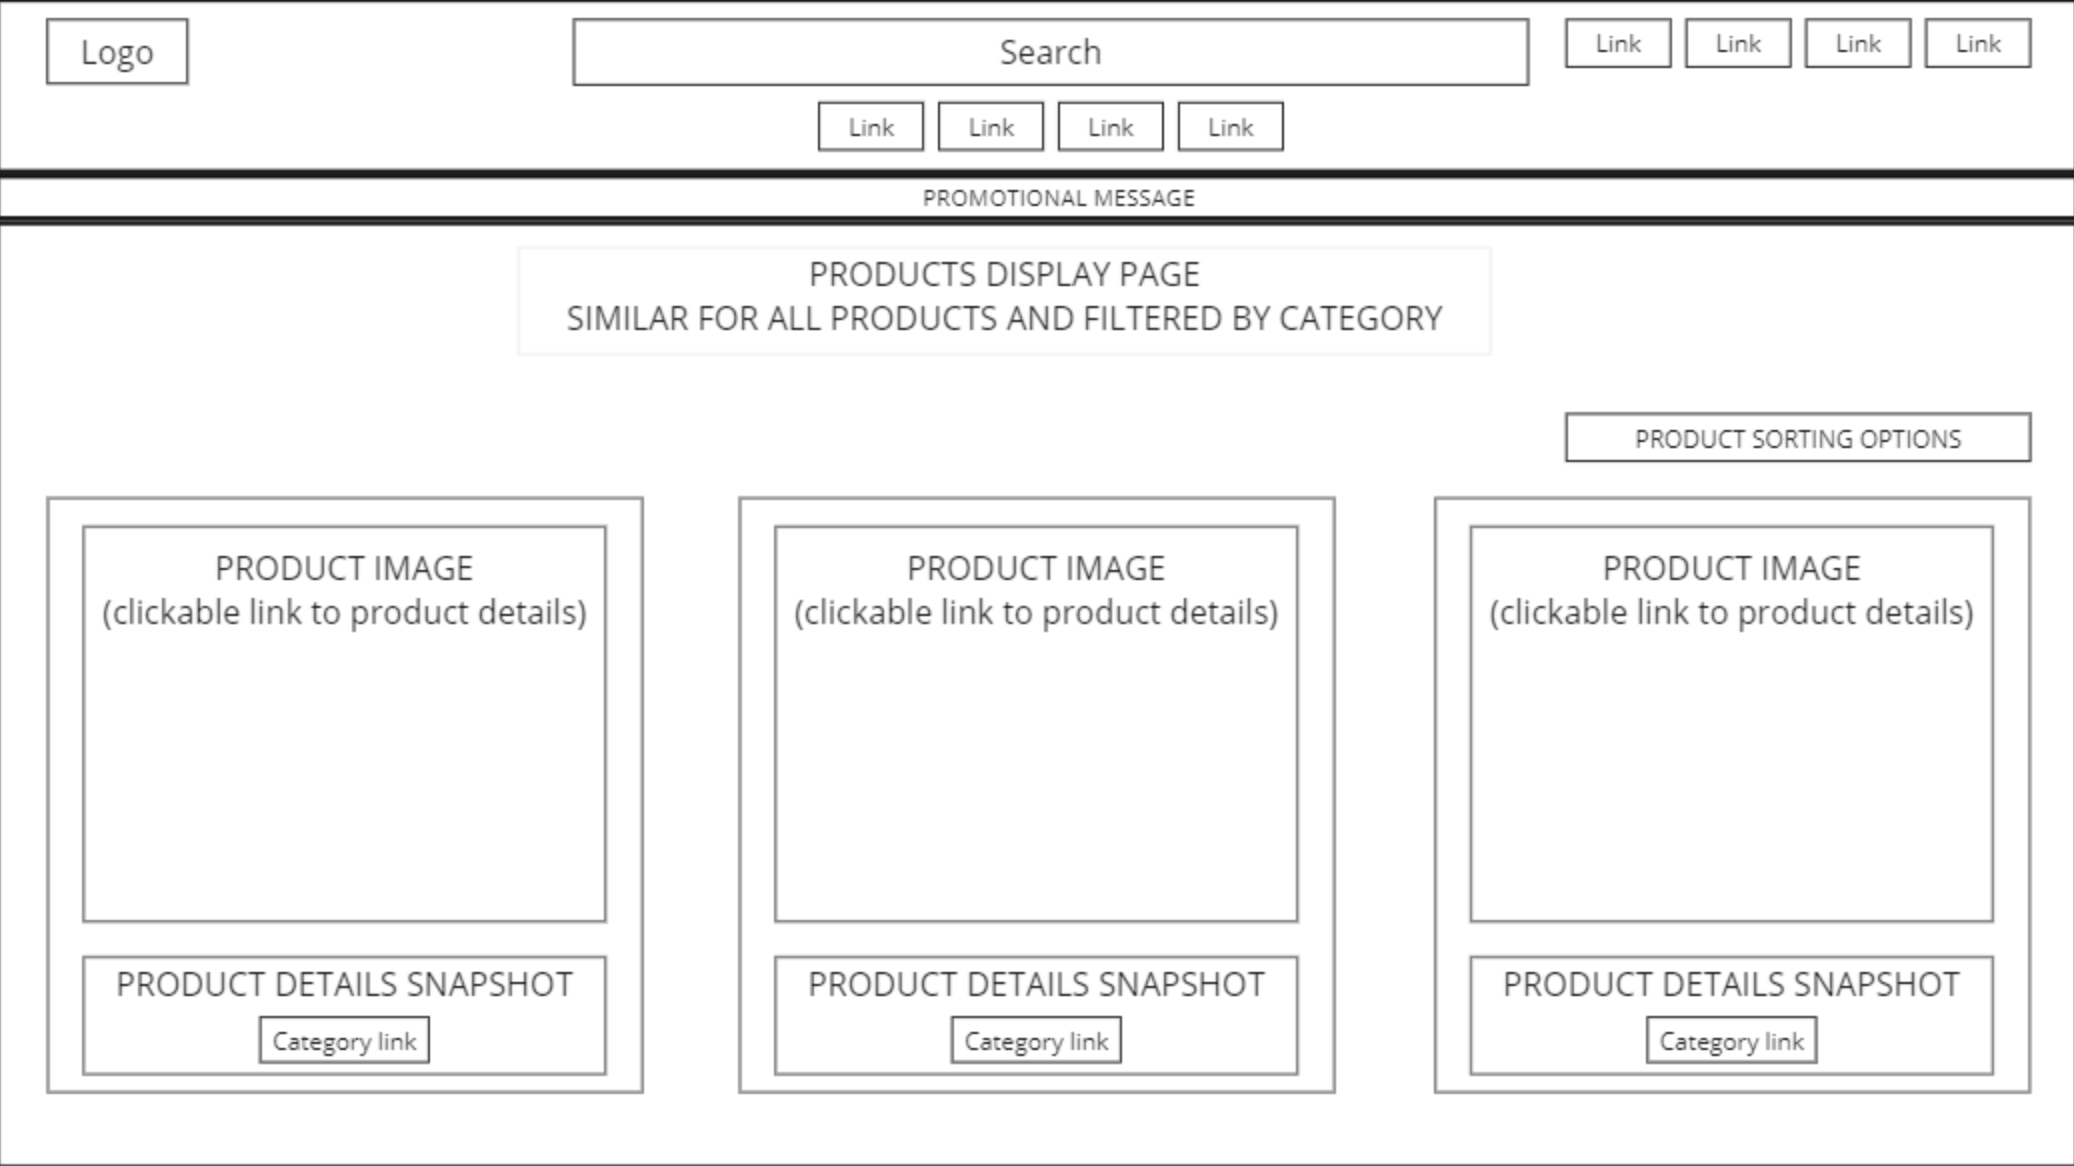 Logo
Search
Link
Link
Link
Link
Link
Link
Link
Link
PROMOTIONAL MESSAGE
PRODUCTS DISPLAY PAGE
SIMILAR FOR ALL PRODUCTS AND FILTERED BY CATEGORY
PRODUCT SORTING OPTIONS
PRODUCT IMAGE
(clickable link to product details)
PRODUCT DETAILS SNAPSHOT
Category link
PRODUCT IMAGE
(clickable link to product details)
PRODUCT DETAILS SNAPSHOT
Category link
PRODUCT IMAGE
(clickable link to product details)
PRODUCT DETAILS SNAPSHOT
Category link